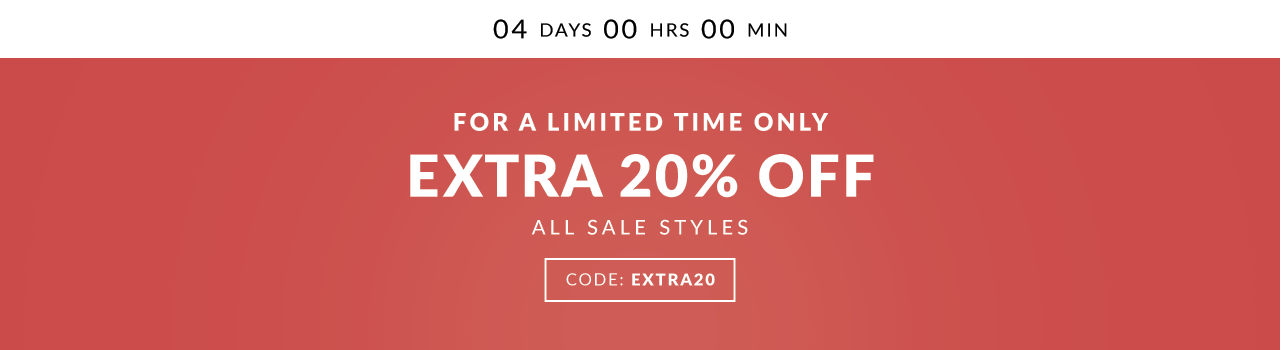 04 DAYS 00 HRS 00 MIN
FOR A LIMITED TIME ONLY
EXTRA 20% OFF
ALL SALE STYLES
CODE: EXTRA20